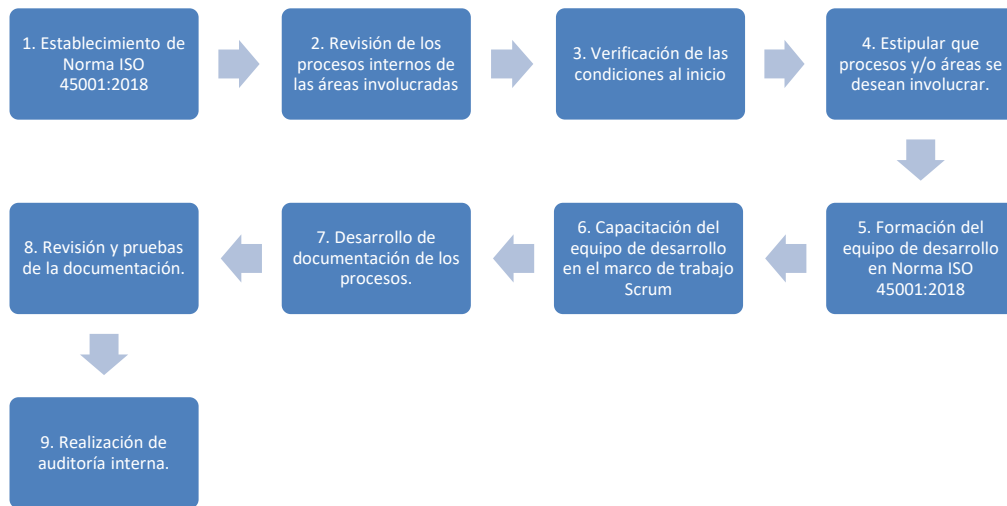 1. Establecimiento de
Norma ISO
45001:2018
2. Revisión de los
procesos internos de
las áreas involucradas
3. Verificación de las
condiciones al inicio
4. Estipular que
procesos y/o áreas se
desean involucrar.
5. Formación del
equipo de desarrollo
en Norma ISO
45001:2018
6. Capacitación del
equipo de desarrollo
en el marco de trabajo
Scrum
7. Desarrollo de
documentación de los
procesos.
8. Revisión y pruebas
de la documentación.
9. Realización de
auditoría interna.